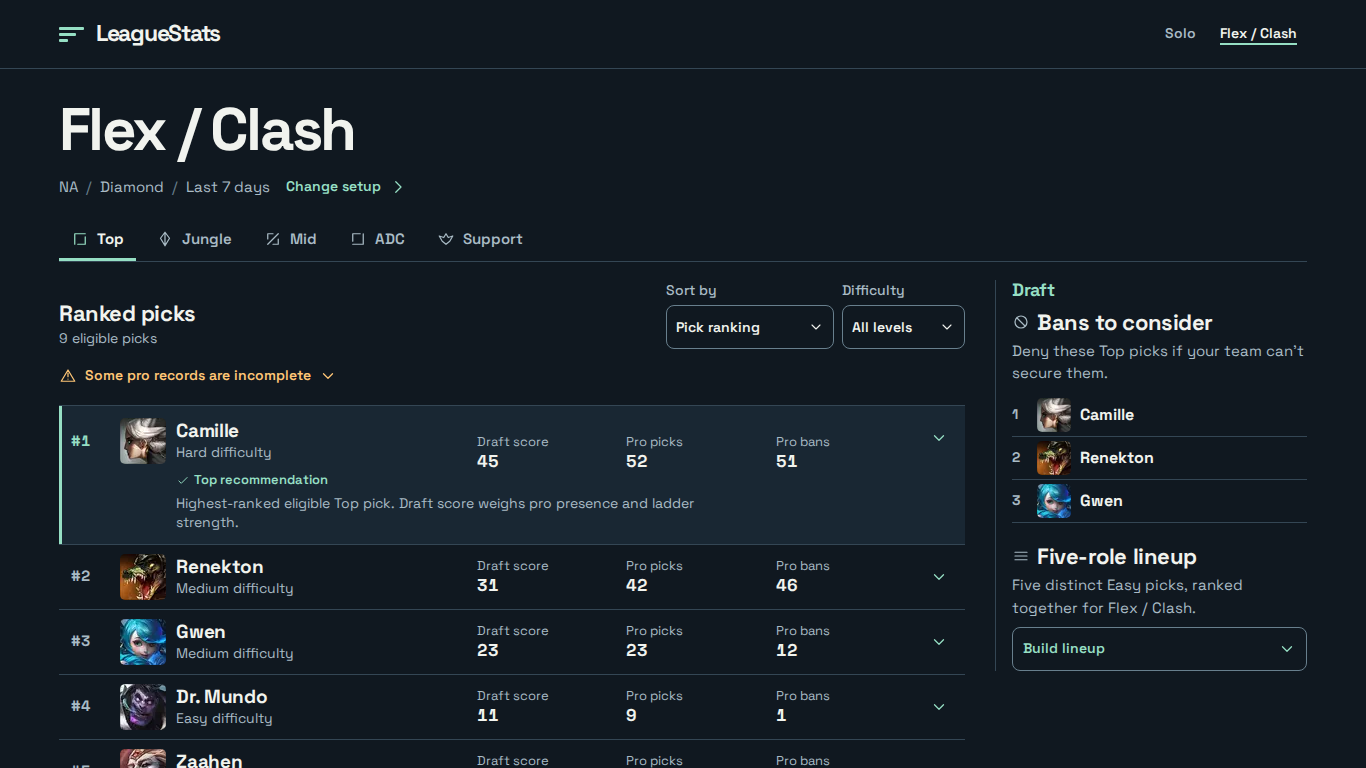 LeagueStats
Solo
Flex / Clash
Flex / Clash
NA / Diamond / Last 7 days
Change setup
Top
Jungle
Mid
ADC
Support
Ranked picks
9 eligible picks
Sort by
Pick ranking
Difficulty
All levels
Some pro records are incomplete
#1
Camille
Hard difficulty
Top recommendation
Highest-ranked eligible Top pick. Draft score weighs pro presence and ladder
strength.
Draft score
45
Pro picks
52
Pro bans
51
#2
Renekton
Medium difficulty
Draft score
31
Pro picks
42
Pro bans
46
#3
Gwen
Medium difficulty
Draft score
23
Pro picks
23
Pro bans
12
#4
Dr. Mundo
Easy difficulty
Draft score
11
Pro picks
9
Pro bans
1
Zaahen
Draft score
Pro picks
Pro bans
Draft
Bans to consider
Deny these Top picks if your team can't
secure them.
1
Camille
2
Renekton
3
Gwen
Five-role lineup
Five distinct Easy picks, ranked
together for Flex / Clash.
Build lineup